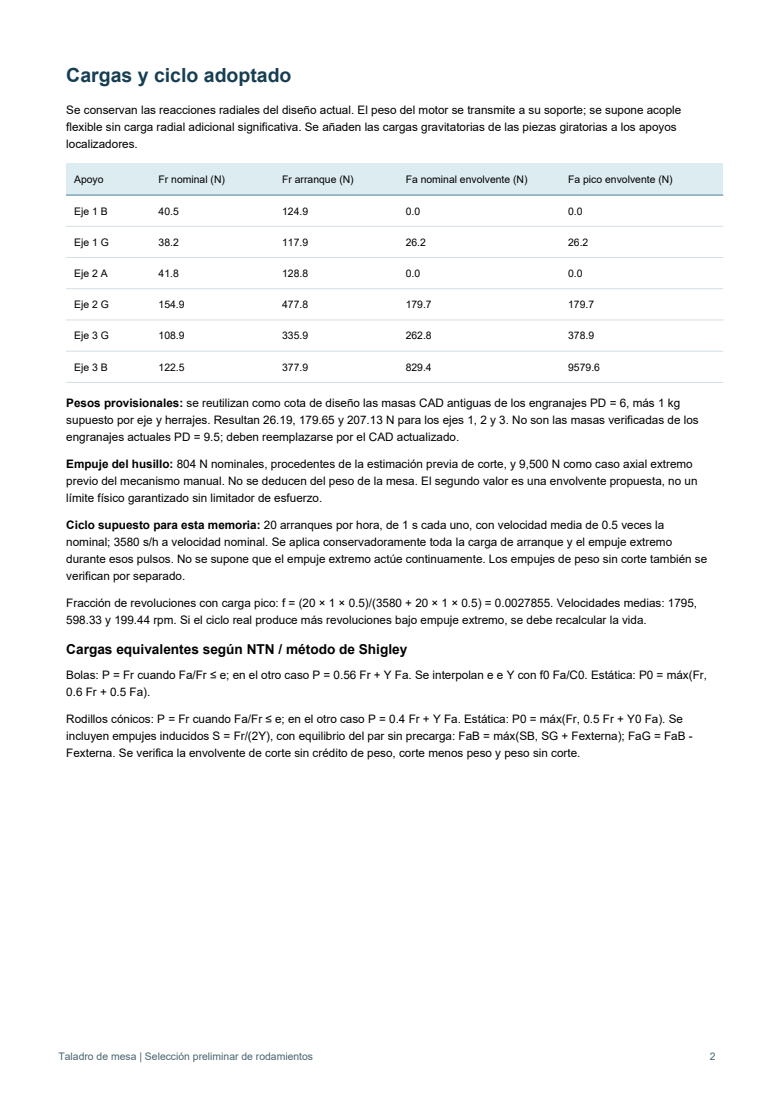 Cargas y ciclo adoptado
Se conservan las reacciones radiales del diseño actual. El peso del motor se transmite a su soporte; se supone acople
flexible sin carga radial adicional significativa. Se añaden las cargas gravitatorias de las piezas giratorias a los apoyos
localizadores.
Apoyo Fr nominal (N) Fr arranque (N) Fa nominal envolvente (N) Fa pico envolvente (N)
Eje 1 B 40.5 124.9 0.0 0.0
Eje 1 G 38.2 117.9 26.2 26.2
Eje 2 A 41.8 128.8 0.0 0.0
Eje 2 G 154.9 477.8 179.7 179.7
Eje 3 G 108.9 335.9 262.8 378.9
Eje 3 B 122.5 377.9 829.4 9579.6
Pesos provisionales: se reutilizan como cota de diseño las masas CAD antiguas de los engranajes PD = 6, más 1 kg
supuesto por eje y herrajes. Resultan 26.19, 179.65 y 207.13 N para los ejes 1, 2 y 3. No son las masas verificadas de los
engranajes actuales PD = 9.5; deben reemplazarse por el CAD actualizado.
Empuje del husillo: 804 N nominales, procedentes de la estimación previa de corte, y 9,500 N como caso axial extremo
previo del mecanismo manual. No se deducen del peso de la mesa. El segundo valor es una envolvente propuesta, no un
límite físico garantizado sin limitador de esfuerzo.
Ciclo supuesto para esta memoria: 20 arranques por hora, de 1 s cada uno, con velocidad media de 0.5 veces la
nominal; 3580 s/h a velocidad nominal. Se aplica conservadoramente toda la carga de arranque y el empuje extremo
durante esos pulsos. No se supone que el empuje extremo actúe continuamente. Los empujes de peso sin corte también se
verifican por separado.
Fracción de revoluciones con carga pico: f = (20 × 1 × 0.5)/(3580 + 20 × 1 × 0.5) = 0.0027855. Velocidades medias: 1795,
598.33 y 199.44 rpm. Si el ciclo real produce más revoluciones bajo empuje extremo, se debe recalcular la vida.
Cargas equivalentes según NTN / método de Shigley
Bolas: P = Fr cuando Fa/Fr ≤ e; en el otro caso P = 0.56 Fr + Y Fa. Se interpolan e e Y con f0 Fa/C0. Estática: P0 = máx(Fr,
0.6 Fr + 0.5 Fa).
Rodillos cónicos: P = Fr cuando Fa/Fr ≤ e; en el otro caso P = 0.4 Fr + Y Fa. Estática: P0 = máx(Fr, 0.5 Fr + Y0 Fa). Se
incluyen empujes inducidos S = Fr/(2Y), con equilibrio del par sin precarga: FaB = máx(SB, SG + Fexterna); FaG = FaB -
Fexterna. Se verifica la envolvente de corte sin crédito de peso, corte menos peso y peso sin corte.
Taladro de mesa | Selección preliminar de rodamientos 2